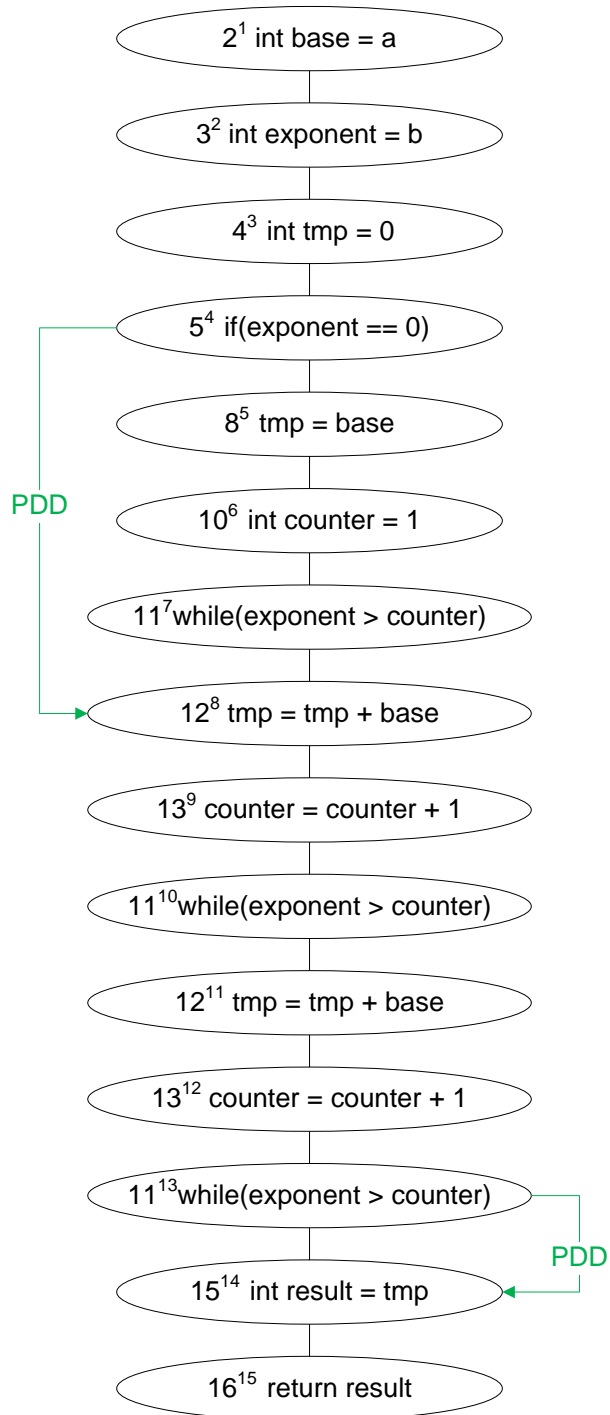 2¹ int base = a
3² int exponent = b
4³ int tmp = 0
5⁴ if(exponent == 0)
8⁵ tmp = base
PDD
10⁶ int counter = 1
11⁷while(exponent > counter)
12⁸ tmp = tmp + base
13⁹ counter = counter + 1
11¹⁰while(exponent > counter)
12¹¹ tmp = tmp + base
13¹² counter = counter + 1
11¹³while(exponent > counter)
PDD
15¹⁴ int result = tmp
16¹⁵ return result